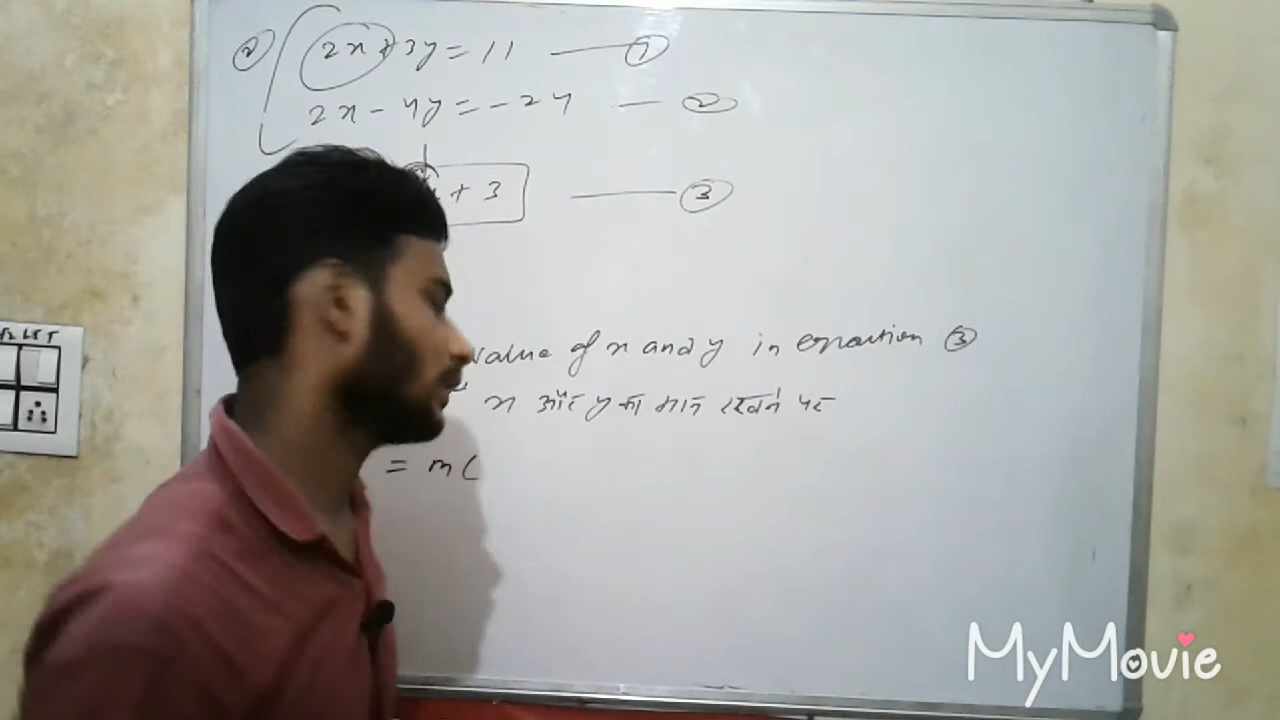 ② 2x + 3y = 11 — ①
2x - 4y = -24 — ②
+ 3 — ③
value of x and y in equation ③
x और y का मान रखने पर
= m(
MyMovie